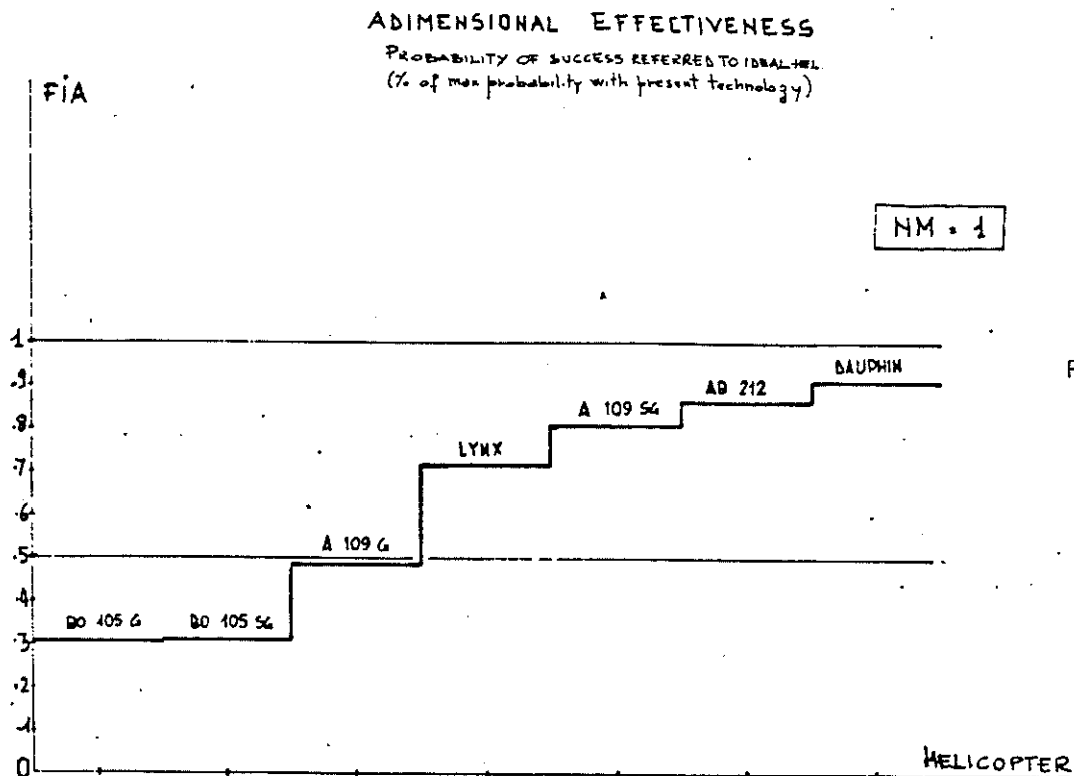 ADIMENSIONAL EFFECTIVENESS
PROBABILITY OF SUCCESS REFERRED TO IDEAL HEL.
(% of max probability with present technology)
FiA
NM = 1
1
.9
.8
.7
.6
.5
.4
.3
.2
.1
0
DAUPHIN
AB 212
A 109 SG
LYNX
A 109 G
BO 105 G
BO 105 SG
HELICOPTER
F